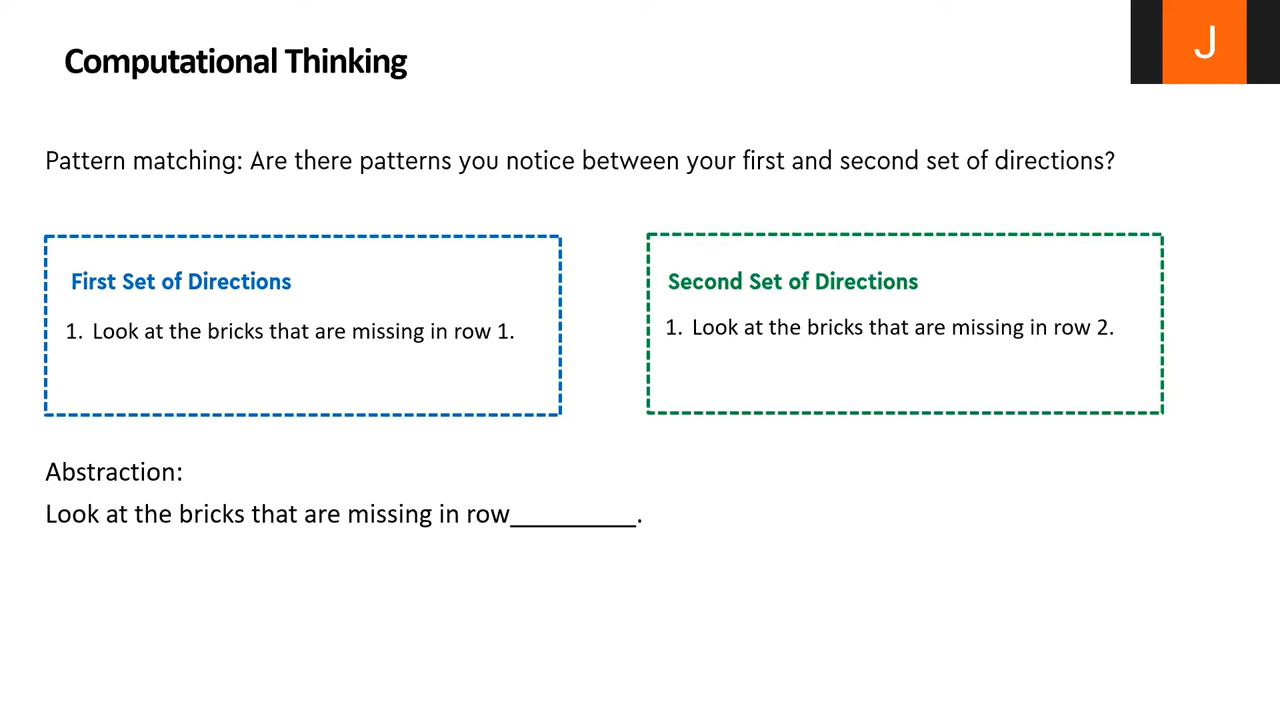 Computational Thinking
J
Pattern matching: Are there patterns you notice between your first and second set of directions?
First Set of Directions
1. Look at the bricks that are missing in row 1.
Second Set of Directions
1. Look at the bricks that are missing in row 2.
Abstraction:
Look at the bricks that are missing in row_________.